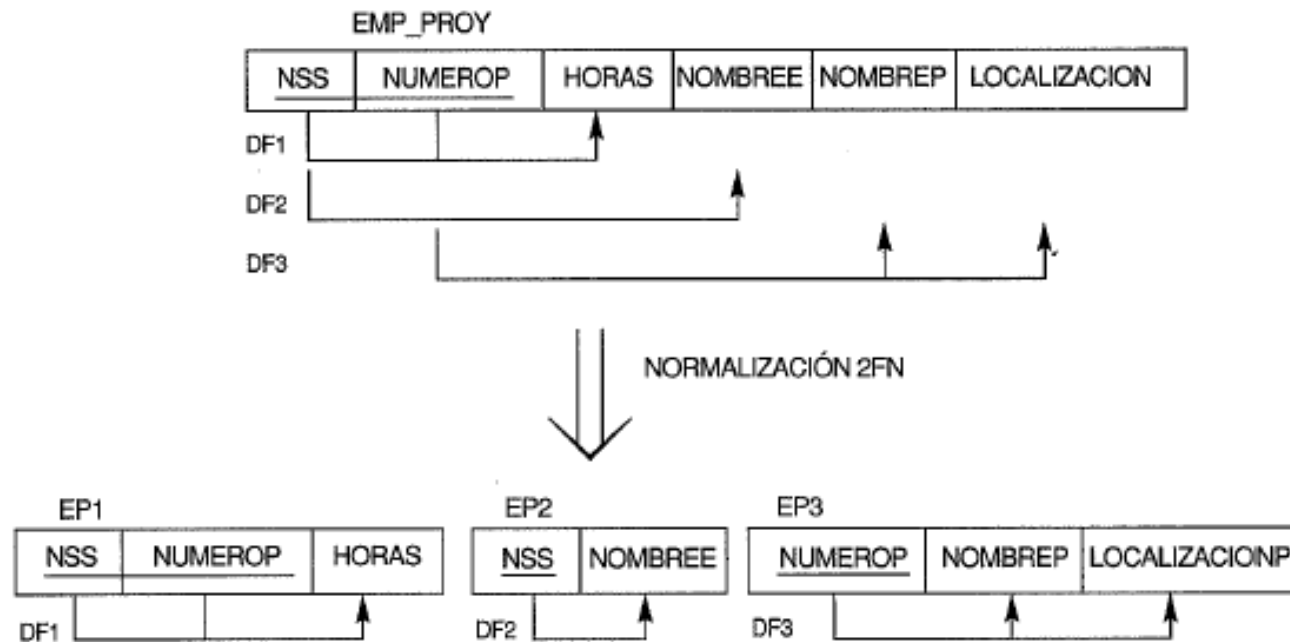 EMP_PROY
NSS NUMEROP HORAS NOMBREE NOMBREP LOCALIZACION
DF1
DF2
DF3
NORMALIZACIÓN 2FN
EP1 EP2 EP3
NSS NUMEROP HORAS NSS NOMBREE NUMEROP NOMBREP LOCALIZACIOINP
DF1 DF2 DF3